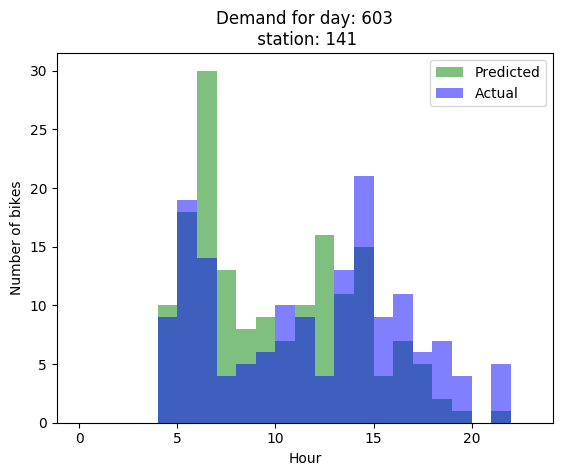 Demand for day: 603
station: 141
Predicted
Actual
Number of bikes
30
25
20
15
10
5
0
0
5
10
15
20
Hour